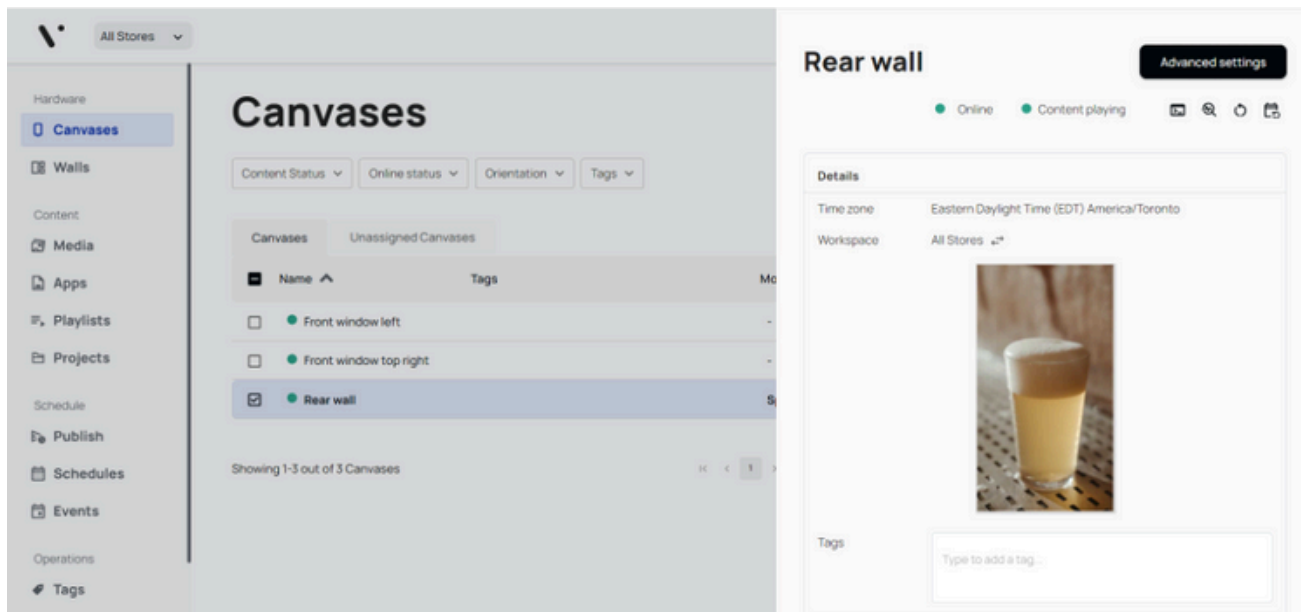 All Stores
Hardware
Canvases
Walls
Content
Media
Apps
Playlists
Projects
Schedule
Publish
Schedules
Events
Operations
Tags
Canvases
Content Status
Online status
Orientation
Tags
Canvases
Unassigned Canvases
Name
Tags
Front window left
-
Front window top right
-
Rear wall
Showing 1-3 out of 3 Canvases
1
Rear wall
Advanced settings
Online
Content playing
Details
Time zone
Eastern Daylight Time (EDT) America/Toronto
Workspace
All Stores
Tags
Type to add a tag...